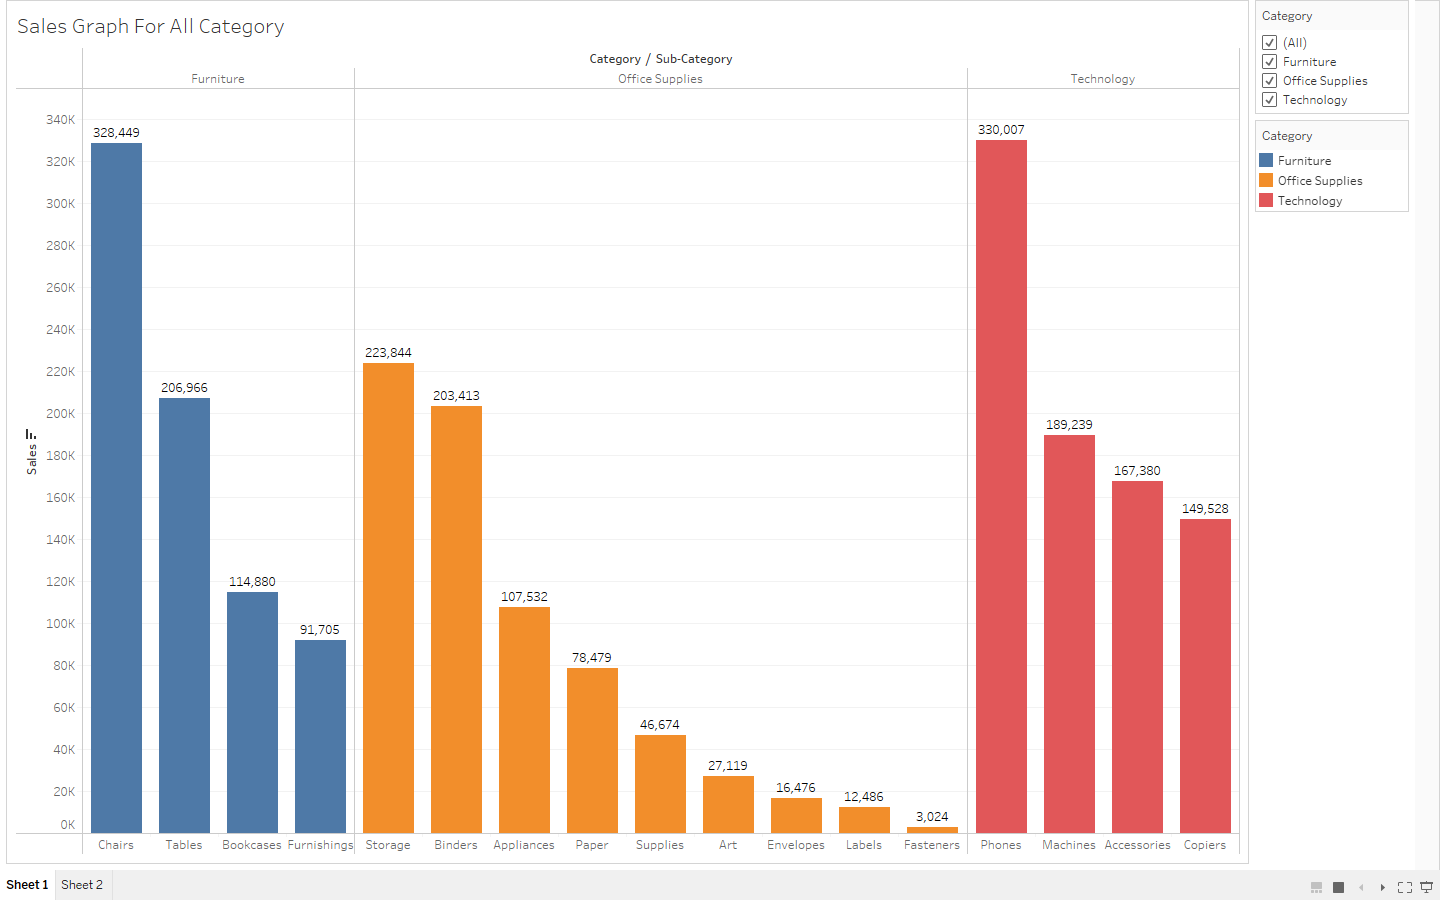 Sales Graph For All Category
Category / Sub-Category
Furniture
Office Supplies
Technology
340K
320K
300K
280K
260K
240K
220K
200K
180K
160K
140K
120K
100K
80K
60K
40K
20K
0K
Sales
328,449
206,966
114,880
91,705
223,844
203,413
107,532
78,479
46,674
27,119
16,476
12,486
3,024
330,007
189,239
167,380
149,528
Chairs
Tables
Bookcases
Furnishings
Storage
Binders
Appliances
Paper
Supplies
Art
Envelopes
Labels
Fasteners
Phones
Machines
Accessories
Copiers
Category
(All)
Furniture
Office Supplies
Technology
Category
Furniture
Office Supplies
Technology
Sheet 1
Sheet 2